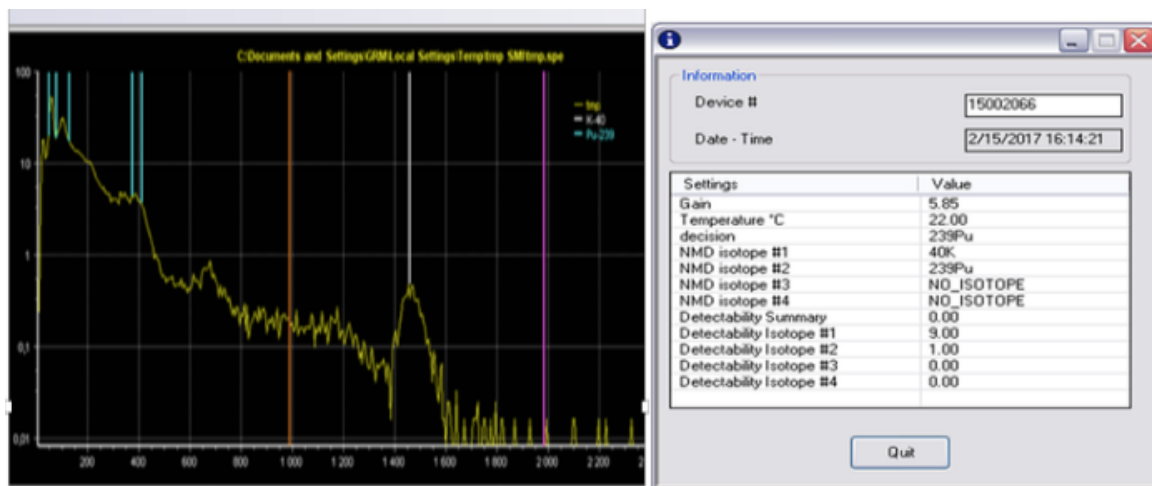 C:\Documents and Settings\GRM\Local Settings\Temp\tmp SMI\tmp.spe
100
10
1
0,1
0,01
tmp
K-40
Pu-239
200 400 600 800 1 000 1 200 1 400 1 600 1 800 2 000 2 200 2
Information
Device # 15002066
Date - Time 2/15/2017 16:14:21
Settings Value
Gain 5.85
Temperature °C 22.00
decision 239Pu
NMD isotope #1 40K
NMD isotope #2 239Pu
NMD isotope #3 NO_ISOTOPE
NMD isotope #4 NO_ISOTOPE
Detectability Summary 0.00
Detectability Isotope #1 9.00
Detectability Isotope #2 1.00
Detectability Isotope #3 0.00
Detectability Isotope #4 0.00
Quit